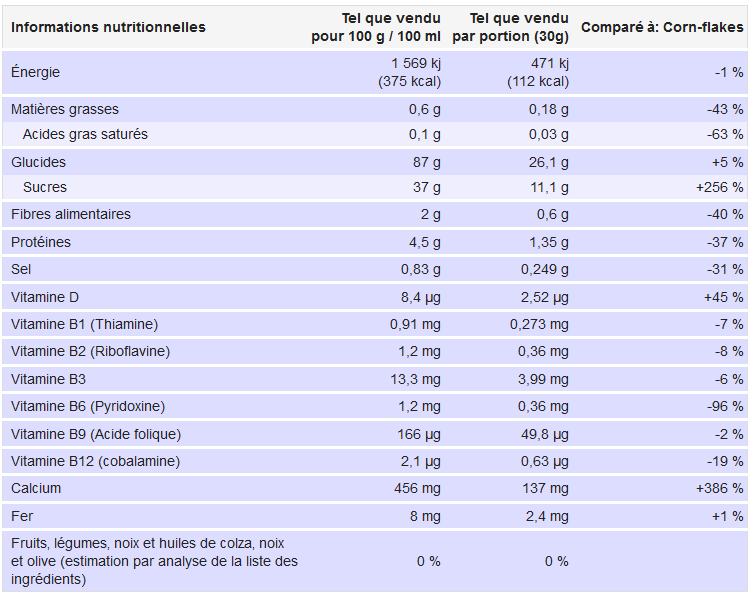 Informations nutritionnelles Tel que vendu pour 100 g / 100 ml Tel que vendu par portion (30g) Comparé à: Corn-flakes
Énergie 1 569 kj (375 kcal) 471 kj (112 kcal) -1 %
Matières grasses 0,6 g 0,18 g -43 %
Acides gras saturés 0,1 g 0,03 g -63 %
Glucides 87 g 26,1 g +5 %
Sucres 37 g 11,1 g +256 %
Fibres alimentaires 2 g 0,6 g -40 %
Protéines 4,5 g 1,35 g -37 %
Sel 0,83 g 0,249 g -31 %
Vitamine D 8,4 µg 2,52 µg +45 %
Vitamine B1 (Thiamine) 0,91 mg 0,273 mg -7 %
Vitamine B2 (Riboflavine) 1,2 mg 0,36 mg -8 %
Vitamine B3 13,3 mg 3,99 mg -6 %
Vitamine B6 (Pyridoxine) 1,2 mg 0,36 mg -96 %
Vitamine B9 (Acide folique) 166 µg 49,8 µg -2 %
Vitamine B12 (cobalamine) 2,1 µg 0,63 µg -19 %
Calcium 456 mg 137 mg +386 %
Fer 8 mg 2,4 mg +1 %
Fruits, légumes, noix et huiles de colza, noix
et olive (estimation par analyse de la liste des 0 % 0 %
ingrédients)